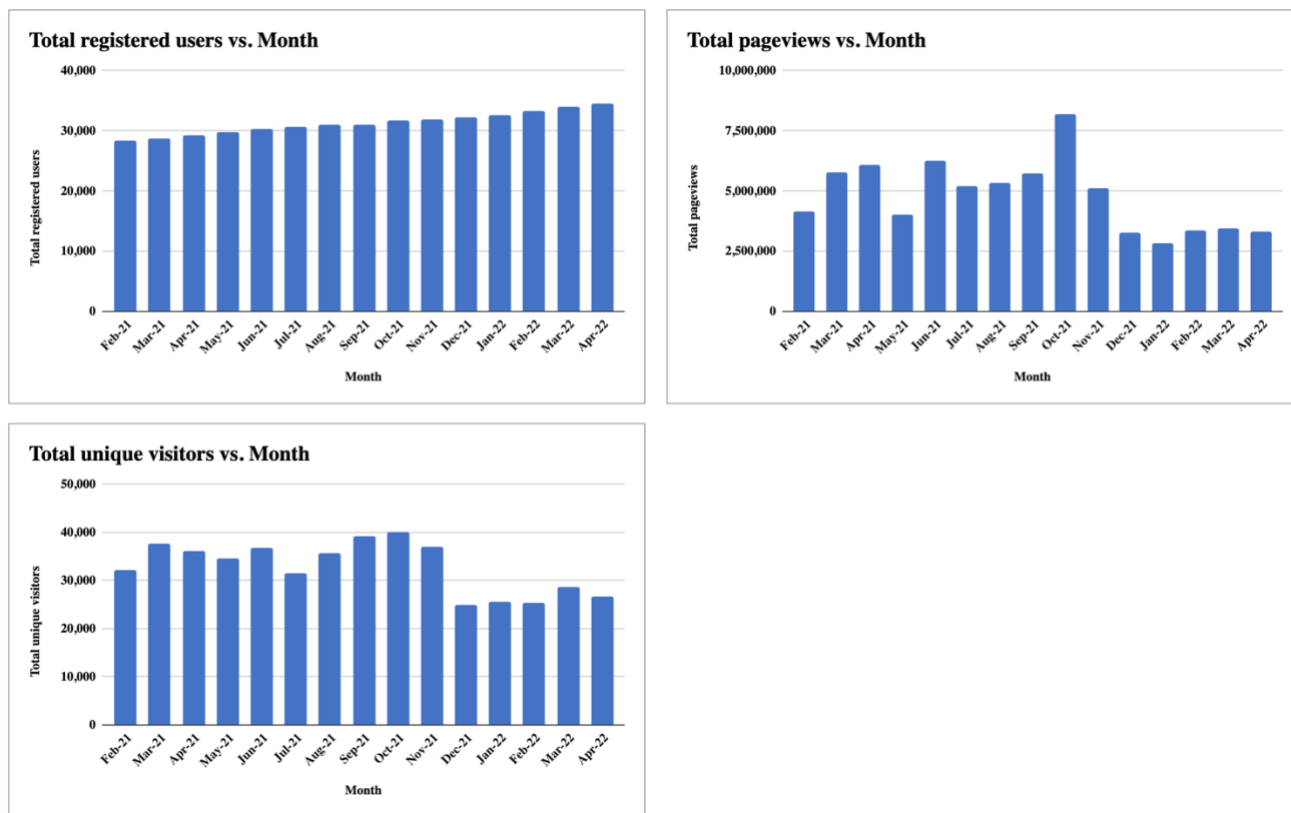 Total registered users vs. Month
40,000
30,000
20,000
10,000
0
Total registered users
Feb-21
Mar-21
Apr-21
May-21
Jun-21
Jul-21
Aug-21
Sep-21
Oct-21
Nov-21
Dec-21
Jan-22
Feb-22
Mar-22
Apr-22
Month
Total pageviews vs. Month
10,000,000
7,500,000
5,000,000
2,500,000
0
Total pageviews
Feb-21
Mar-21
Apr-21
May-21
Jun-21
Jul-21
Aug-21
Sep-21
Oct-21
Nov-21
Dec-21
Jan-22
Feb-22
Mar-22
Apr-22
Month
Total unique visitors vs. Month
50,000
40,000
30,000
20,000
10,000
0
Total unique visitors
Feb-21
Mar-21
Apr-21
May-21
Jun-21
Jul-21
Aug-21
Sep-21
Oct-21
Nov-21
Dec-21
Jan-22
Feb-22
Mar-22
Apr-22
Month